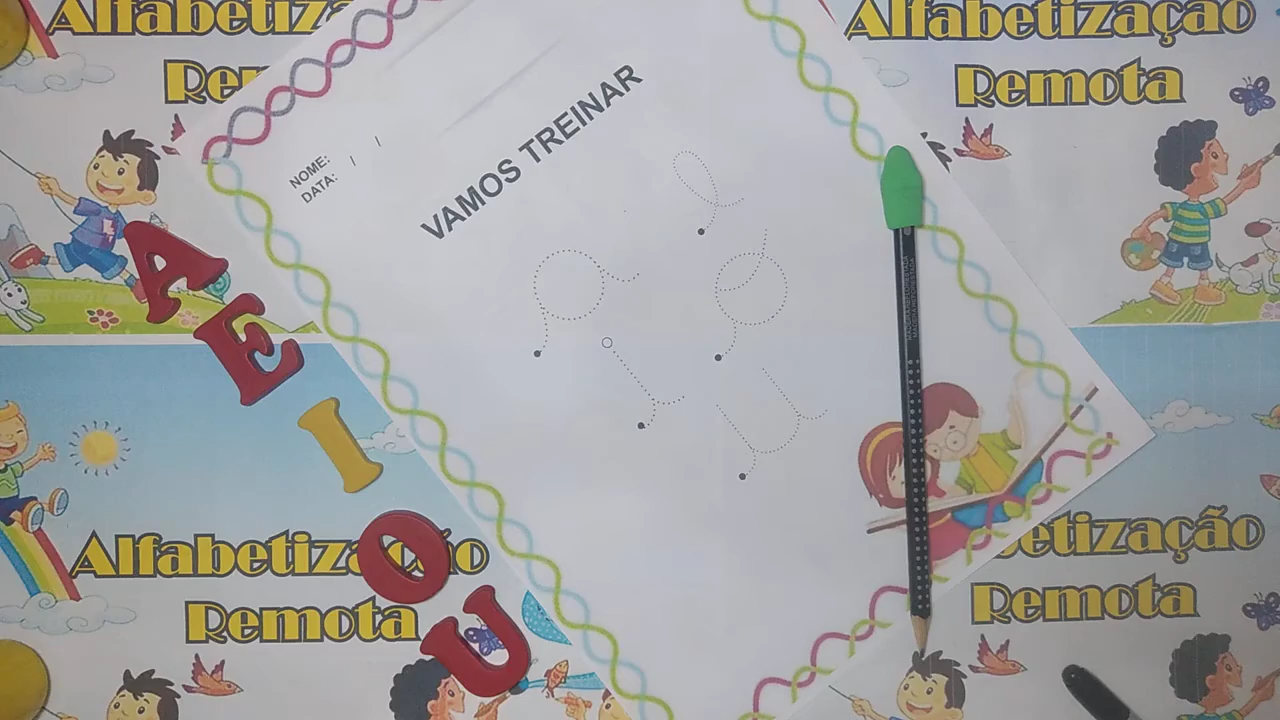 Alfabetização
Remota
Alfabetização
Remota
NOME:
DATA: / /
VAMOS TREINAR
a e
i o u
A
E
I
O
U
Alfabetização
Remota
Remota